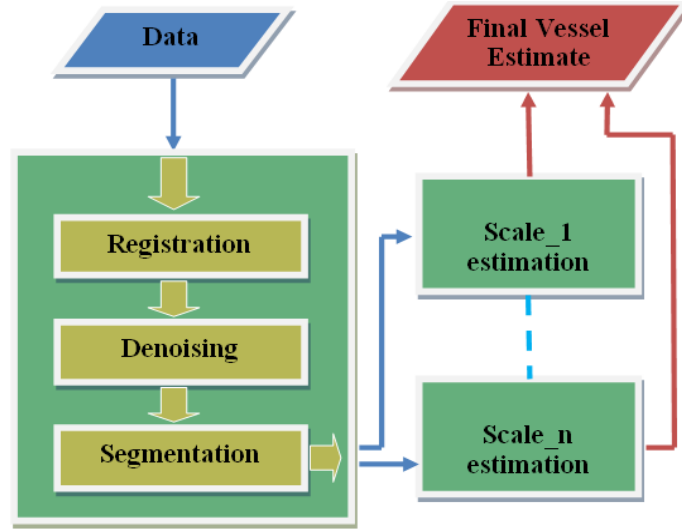 Data
Final Vessel
Estimate
Registration
Denoising
Segmentation
Scale_1
estimation
Scale_n
estimation